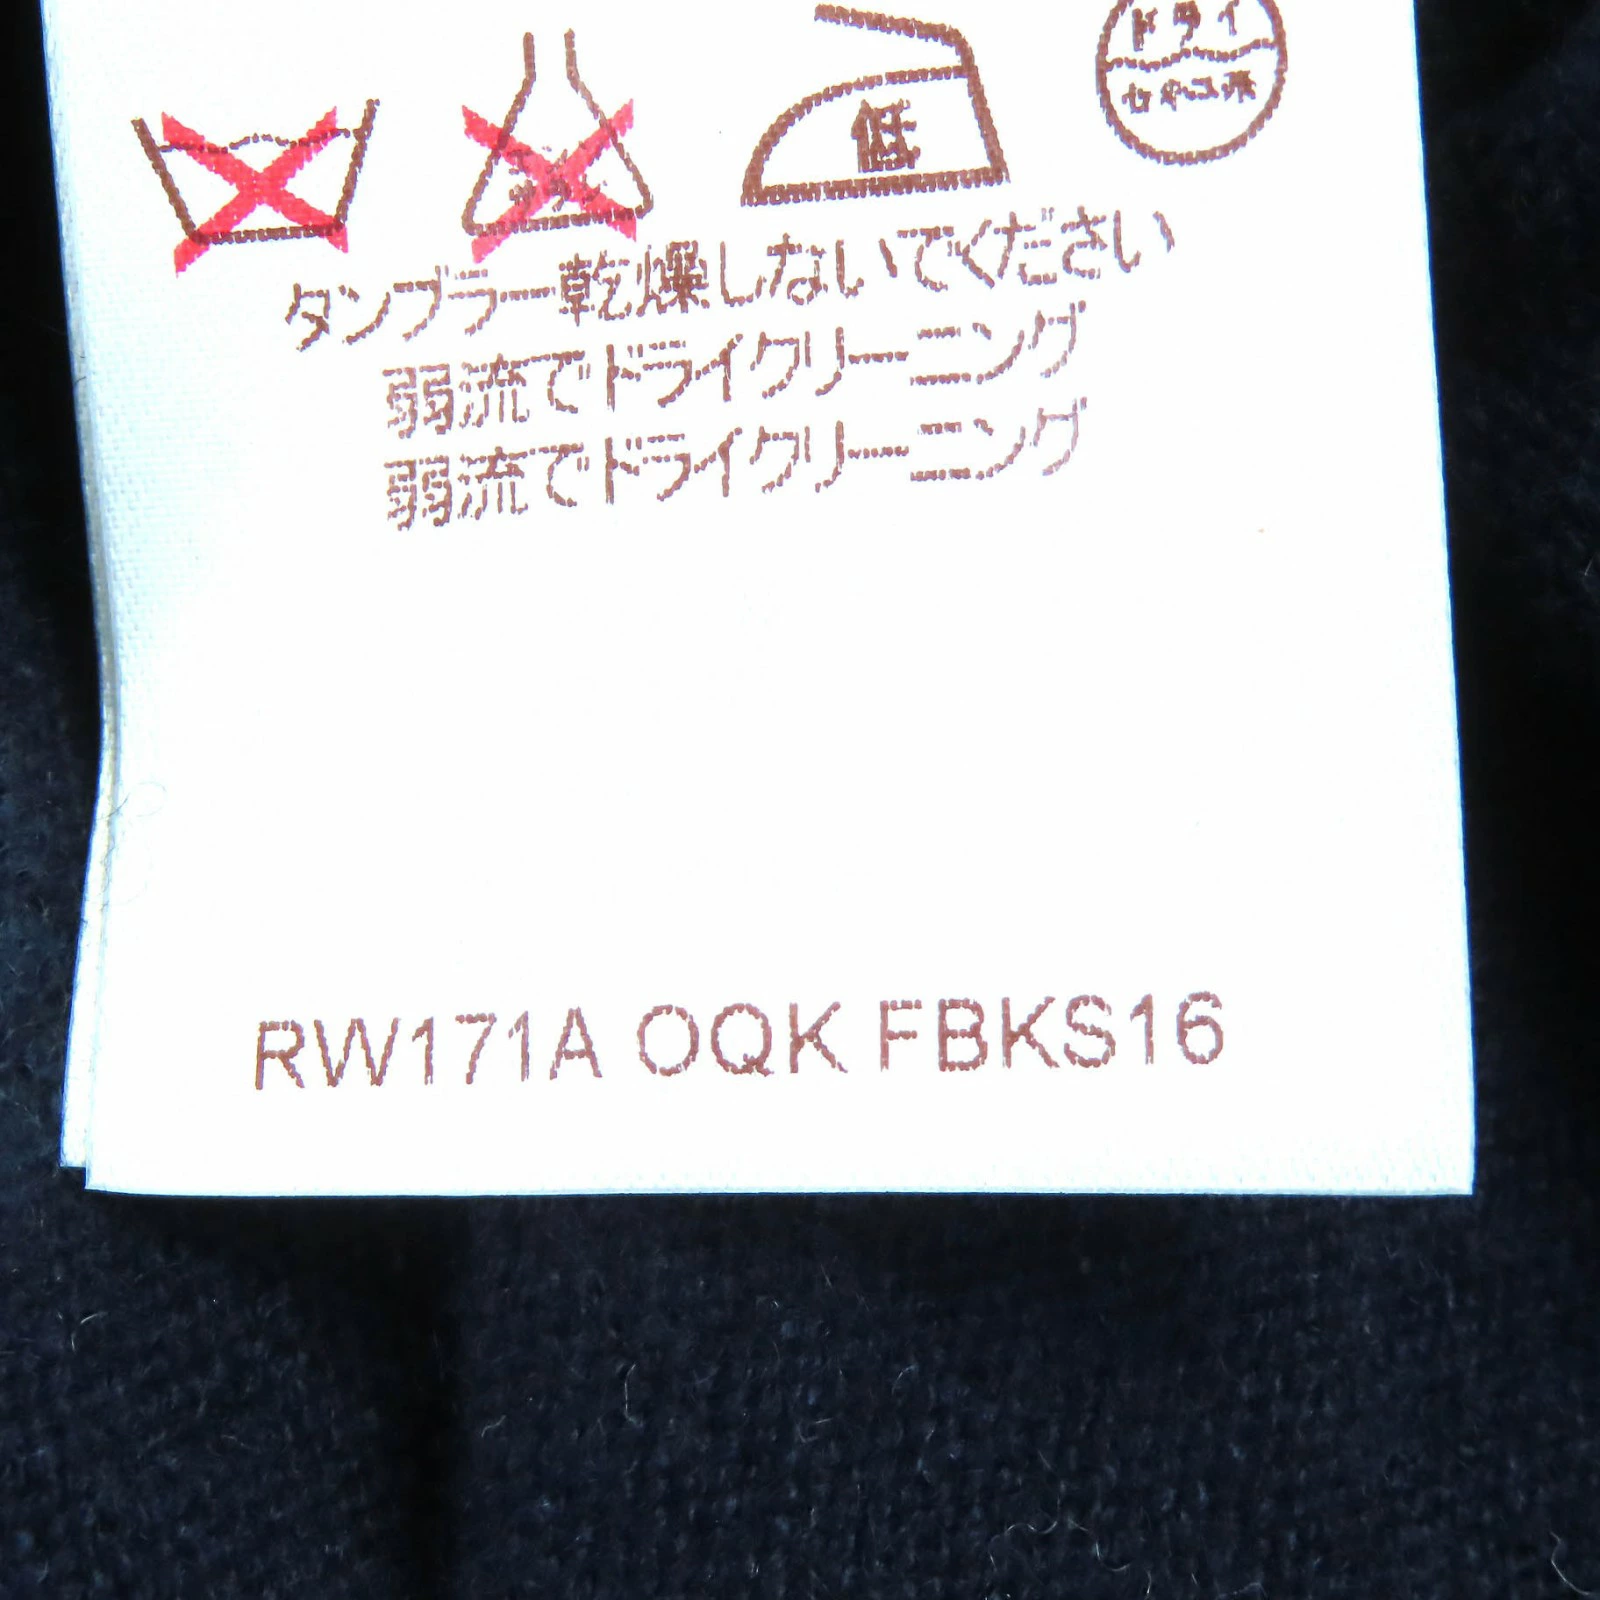 ドライ
セキユ系
低
タンブラー乾燥しないでください
弱流でドライクリーニング
弱流でドライクリーニング
RW171A OQK FBKS16